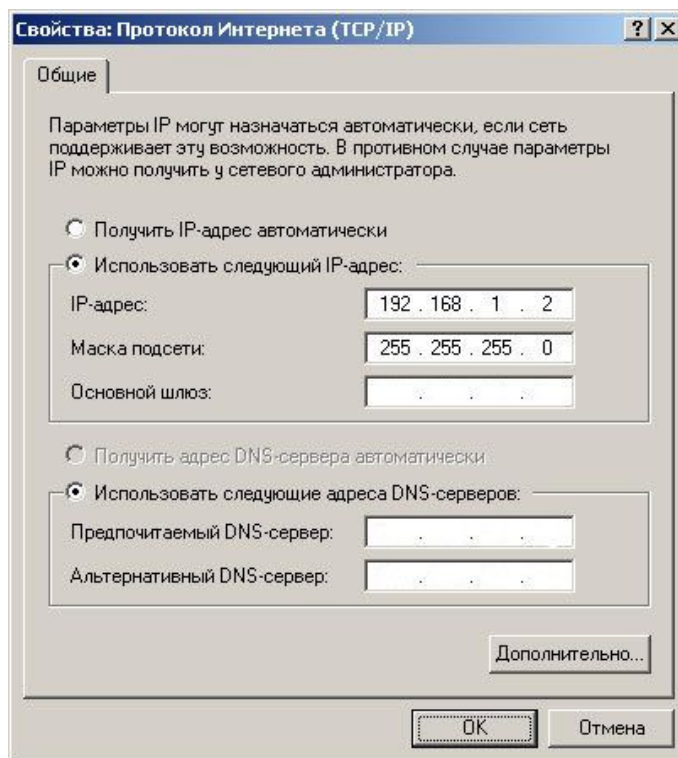 Свойства: Протокол Интернета (TCP/IP)
Общие
Параметры IP могут назначаться автоматически, если сеть
поддерживает эту возможность. В противном случае параметры
IP можно получить у сетевого администратора.
Получить IP-адрес автоматически
Использовать следующий IP-адрес:
IP-адрес: 192 . 168 . 1 . 2
Маска подсети: 255 . 255 . 255 . 0
Основной шлюз: . . .
Получить адрес DNS-сервера автоматически
Использовать следующие адреса DNS-серверов:
Предпочитаемый DNS-сервер: . . .
Альтернативный DNS-сервер: . . .
Дополнительно...
OK Отмена